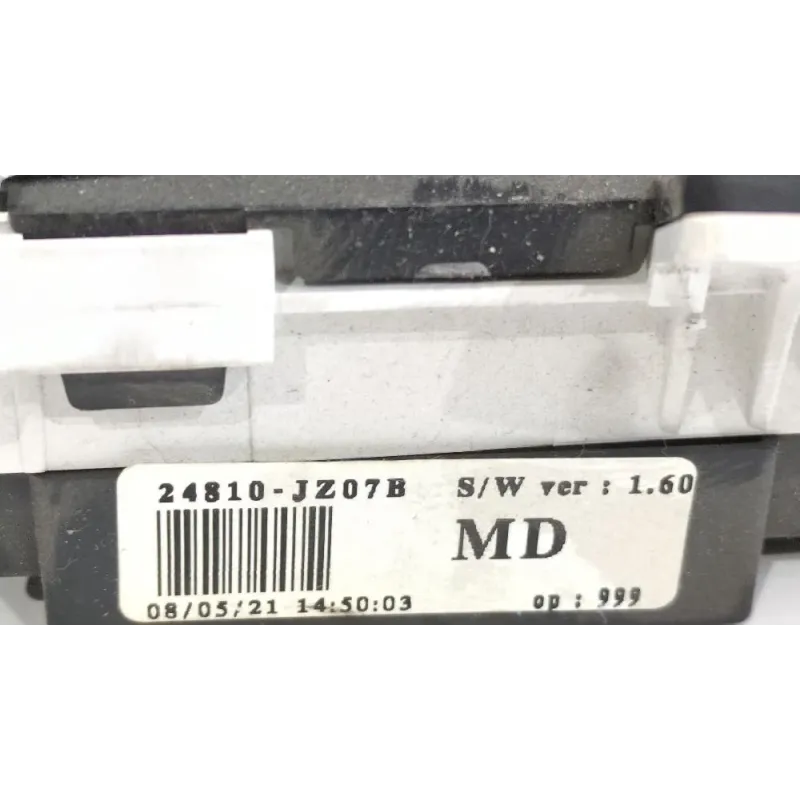 24810-JZ07B S/W ver : 1.60
MD
08/05/21 14:50:03 op : 999